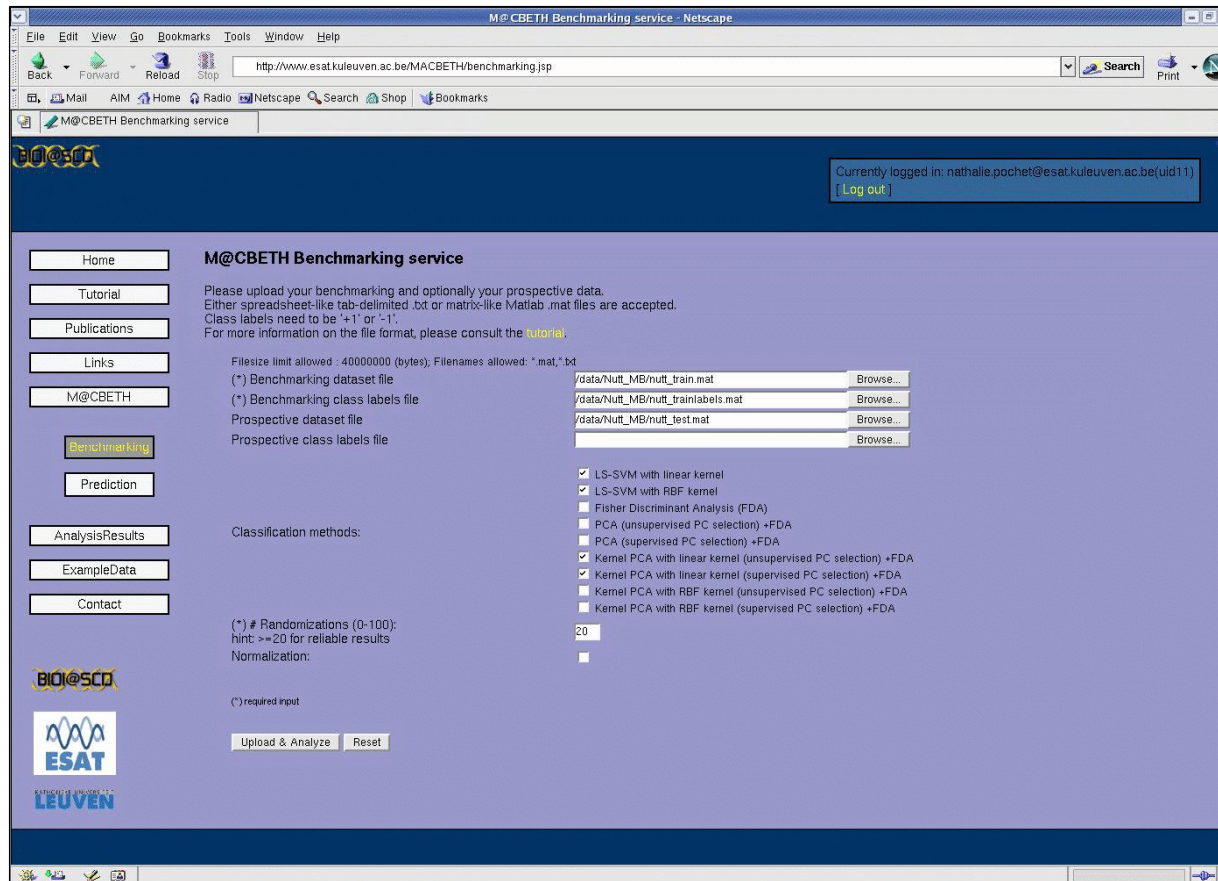 M@CBETH Benchmarking service - Netscape
File Edit View Go Bookmarks Tools Window Help
Back Forward Reload Stop http://www.esat.kuleuven.ac.be/MACBETH/benchmarking.jsp Search Print
Mail AIM Home Radio Netscape Search Shop Bookmarks
M@CBETH Benchmarking service
BIOI@SCD
Currently logged in: nathalie.pochet@esat.kuleuven.ac.be(uid11)
[ Log out ]
Home
Tutorial
Publications
Links
M@CBETH
Benchmarking
Prediction
AnalysisResults
ExampleData
Contact
BIOI@SCD
ESAT
KATHOLIEKE UNIVERSITEIT
LEUVEN
M@CBETH Benchmarking service
Please upload your benchmarking and optionally your prospective data.
Either spreadsheet-like tab-delimited .txt or matrix-like Matlab .mat files are accepted.
Class labels need to be '+1' or '-1'.
For more information on the file format, please consult the tutorial.
Filesize limit allowed : 40000000 (bytes); Filenames allowed: *.mat,*.txt
(*) Benchmarking dataset file /data/Nutt_MB/nutt_train.mat Browse...
(*) Benchmarking class labels file /data/Nutt_MB/nutt_trainlabels.mat Browse...
Prospective dataset file /data/Nutt_MB/nutt_test.mat Browse...
Prospective class labels file Browse...
Classification methods:
LS-SVM with linear kernel
LS-SVM with RBF kernel
Fisher Discriminant Analysis (FDA)
PCA (unsupervised PC selection) +FDA
PCA (supervised PC selection) +FDA
Kernel PCA with linear kernel (unsupervised PC selection) +FDA
Kernel PCA with linear kernel (supervised PC selection) +FDA
Kernel PCA with RBF kernel (unsupervised PC selection) +FDA
Kernel PCA with RBF kernel (supervised PC selection) +FDA
(*) # Randomizations (0-100): 20
hint: >=20 for reliable results
Normalization:
(*) required input
Upload & Analyze Reset